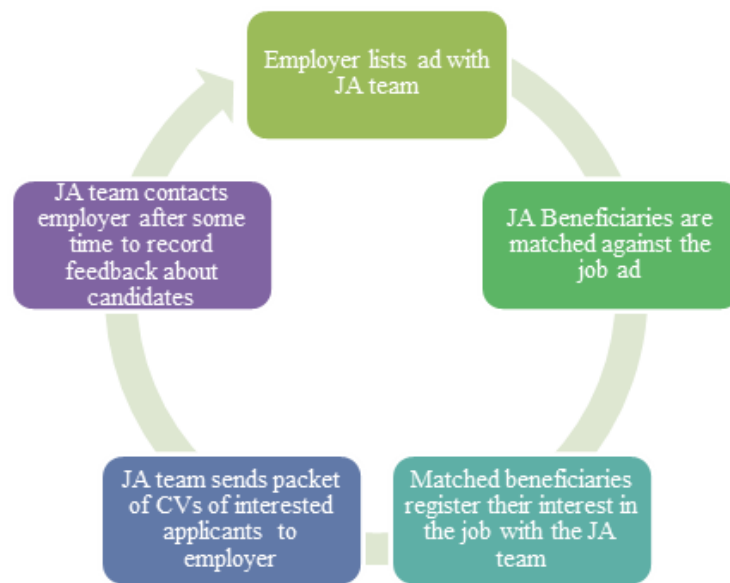 Employer lists ad with
JA team
JA Beneficiaries are
matched against the
job ad
Matched beneficiaries
register their interest in
the job with the JA
team
JA team sends packet
of CVs of interested
applicants to
employer
JA team contacts
employer after some
time to record
feedback about
candidates